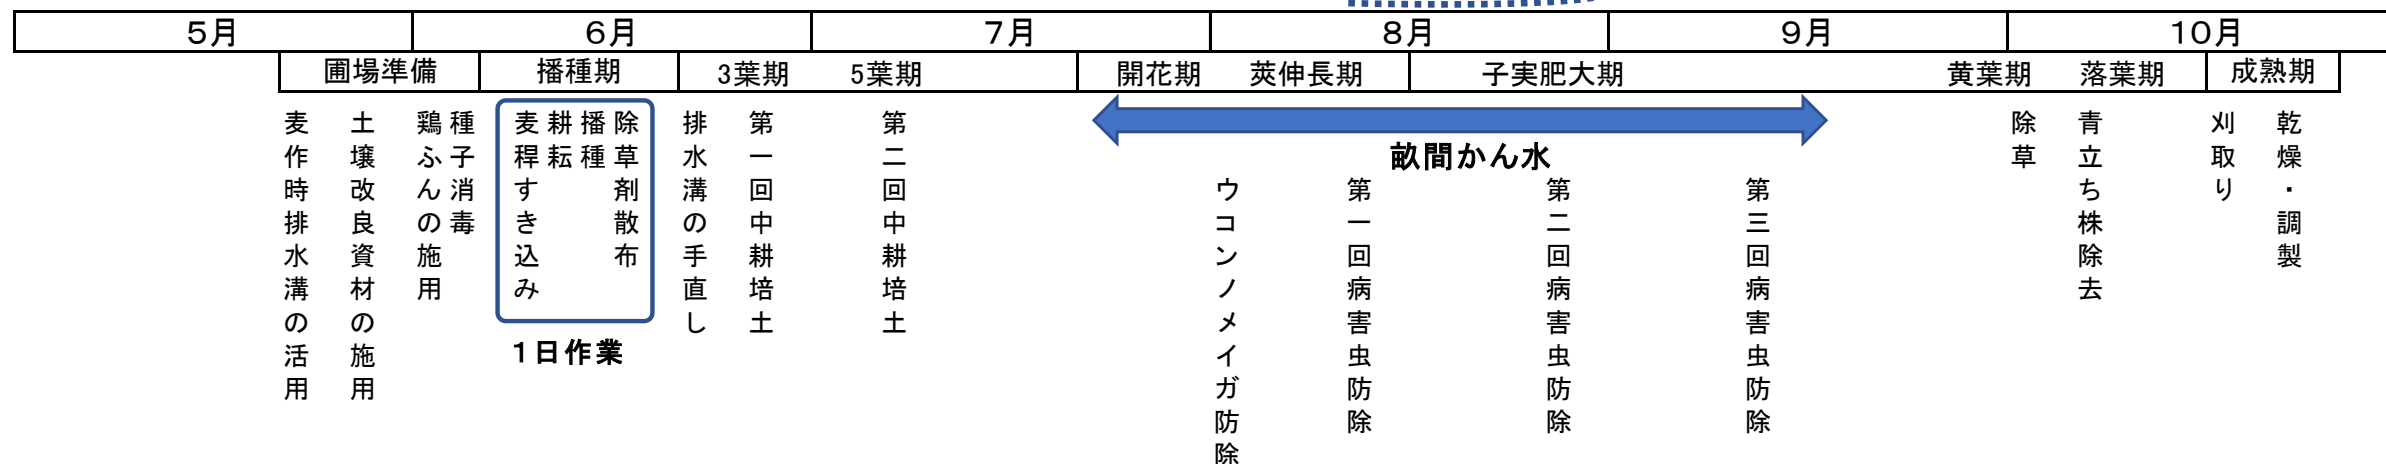 5月 6月 7月 8月 9月 10月
圃場準備 播種期 3葉期 5葉期 開花期 莢伸長期 子実肥大期 黄葉期 落葉期 成熟期
麦作時排水溝の活用
土壌改良資材の施用
鶏ふんの施用
種子消毒
麦稈すき込み
耕耘
播種
除草剤散布
1日作業
排水溝の手直し
第一回中耕培土
第二回中耕培土
畝間かん水
ウコンノメイガ防除
第一回病害虫防除
第二回病害虫防除
第三回病害虫防除
除草
青立ち株除去
刈取り
乾燥・調製